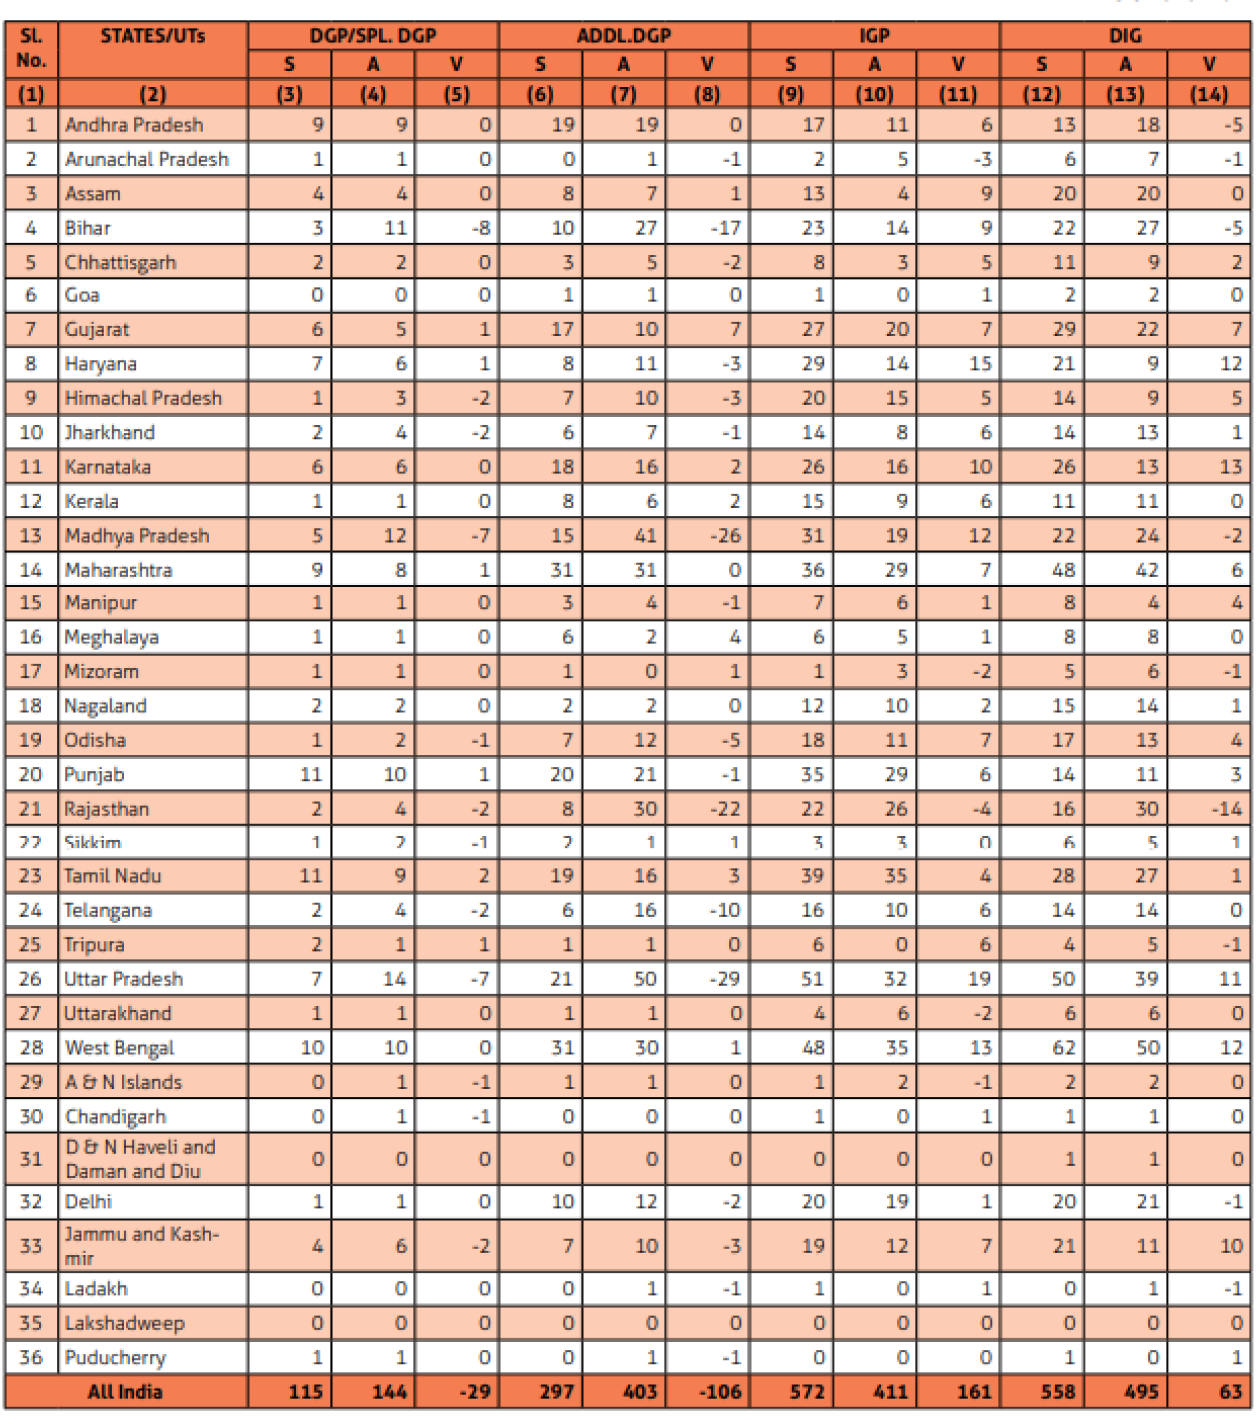 Sl. No. STATES/UTs DGP/SPL. DGP ADDL.DGP IGP DIG
S A V S A V S A V S A V
(1) (2) (3) (4) (5) (6) (7) (8) (9) (10) (11) (12) (13) (14)
1 Andhra Pradesh 9 9 0 19 19 0 17 11 6 13 18 -5
2 Arunachal Pradesh 1 1 0 0 1 -1 2 5 -3 6 7 -1
3 Assam 4 4 0 8 7 1 13 4 9 20 20 0
4 Bihar 3 11 -8 10 27 -17 23 14 9 22 27 -5
5 Chhattisgarh 2 2 0 3 5 -2 8 3 5 11 9 2
6 Goa 0 0 0 1 1 0 1 0 1 2 2 0
7 Gujarat 6 5 1 17 10 7 27 20 7 29 22 7
8 Haryana 7 6 1 8 11 -3 29 14 15 21 9 12
9 Himachal Pradesh 1 3 -2 7 10 -3 20 15 5 14 9 5
10 Jharkhand 2 4 -2 6 7 -1 14 8 6 14 13 1
11 Karnataka 6 6 0 18 16 2 26 16 10 26 13 13
12 Kerala 1 1 0 8 6 2 15 9 6 11 11 0
13 Madhya Pradesh 5 12 -7 15 41 -26 31 19 12 22 24 -2
14 Maharashtra 9 8 1 31 31 0 36 29 7 48 42 6
15 Manipur 1 1 0 3 4 -1 7 6 1 8 4 4
16 Meghalaya 1 1 0 6 2 4 6 5 1 8 8 0
17 Mizoram 1 1 0 1 0 1 1 3 -2 5 6 -1
18 Nagaland 2 2 0 2 2 0 12 10 2 15 14 1
19 Odisha 1 2 -1 7 12 -5 18 11 7 17 13 4
20 Punjab 11 10 1 20 21 -1 35 29 6 14 11 3
21 Rajasthan 2 4 -2 8 30 -22 22 26 -4 16 30 -14
22 Sikkim 1 2 -1 2 1 1 3 3 0 6 5 1
23 Tamil Nadu 11 9 2 19 16 3 39 35 4 28 27 1
24 Telangana 2 4 -2 6 16 -10 16 10 6 14 14 0
25 Tripura 2 1 1 1 1 0 6 0 6 4 5 -1
26 Uttar Pradesh 7 14 -7 21 50 -29 51 32 19 50 39 11
27 Uttarakhand 1 1 0 1 1 0 4 6 -2 6 6 0
28 West Bengal 10 10 0 31 30 1 48 35 13 62 50 12
29 A & N Islands 0 1 -1 1 1 0 1 2 -1 2 2 0
30 Chandigarh 0 1 -1 0 0 0 1 0 1 1 1 0
31 D & N Haveli and
Daman and Diu 0 0 0 0 0 0 0 0 0 1 1 0
32 Delhi 1 1 0 10 12 -2 20 19 1 20 21 -1
33 Jammu and Kash-
mir 4 6 -2 7 10 -3 19 12 7 21 11 10
34 Ladakh 0 0 0 0 1 -1 1 0 1 0 1 -1
35 Lakshadweep 0 0 0 0 0 0 0 0 0 0 0 0
36 Puducherry 1 1 0 0 1 -1 0 0 0 1 0 1
All India 115 144 -29 297 403 -106 572 411 161 558 495 63